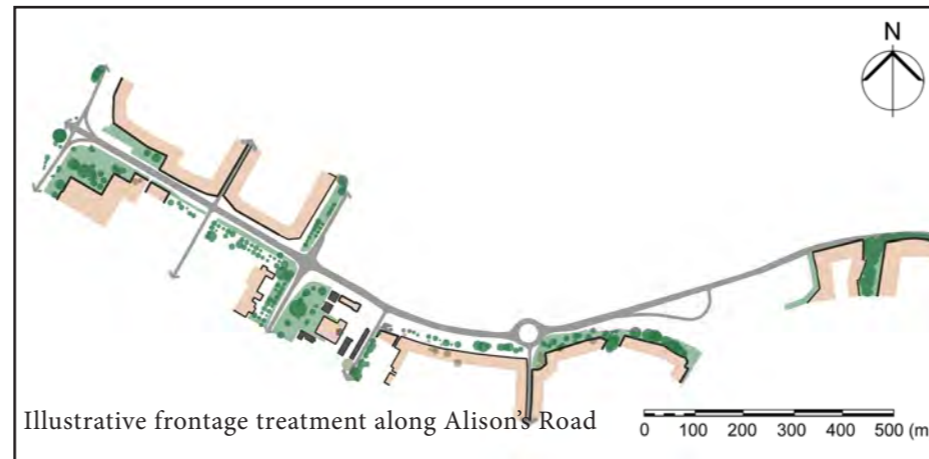 N
Illustrative frontage treatment along Alison's Road
0 100 200 300 400 500 (m